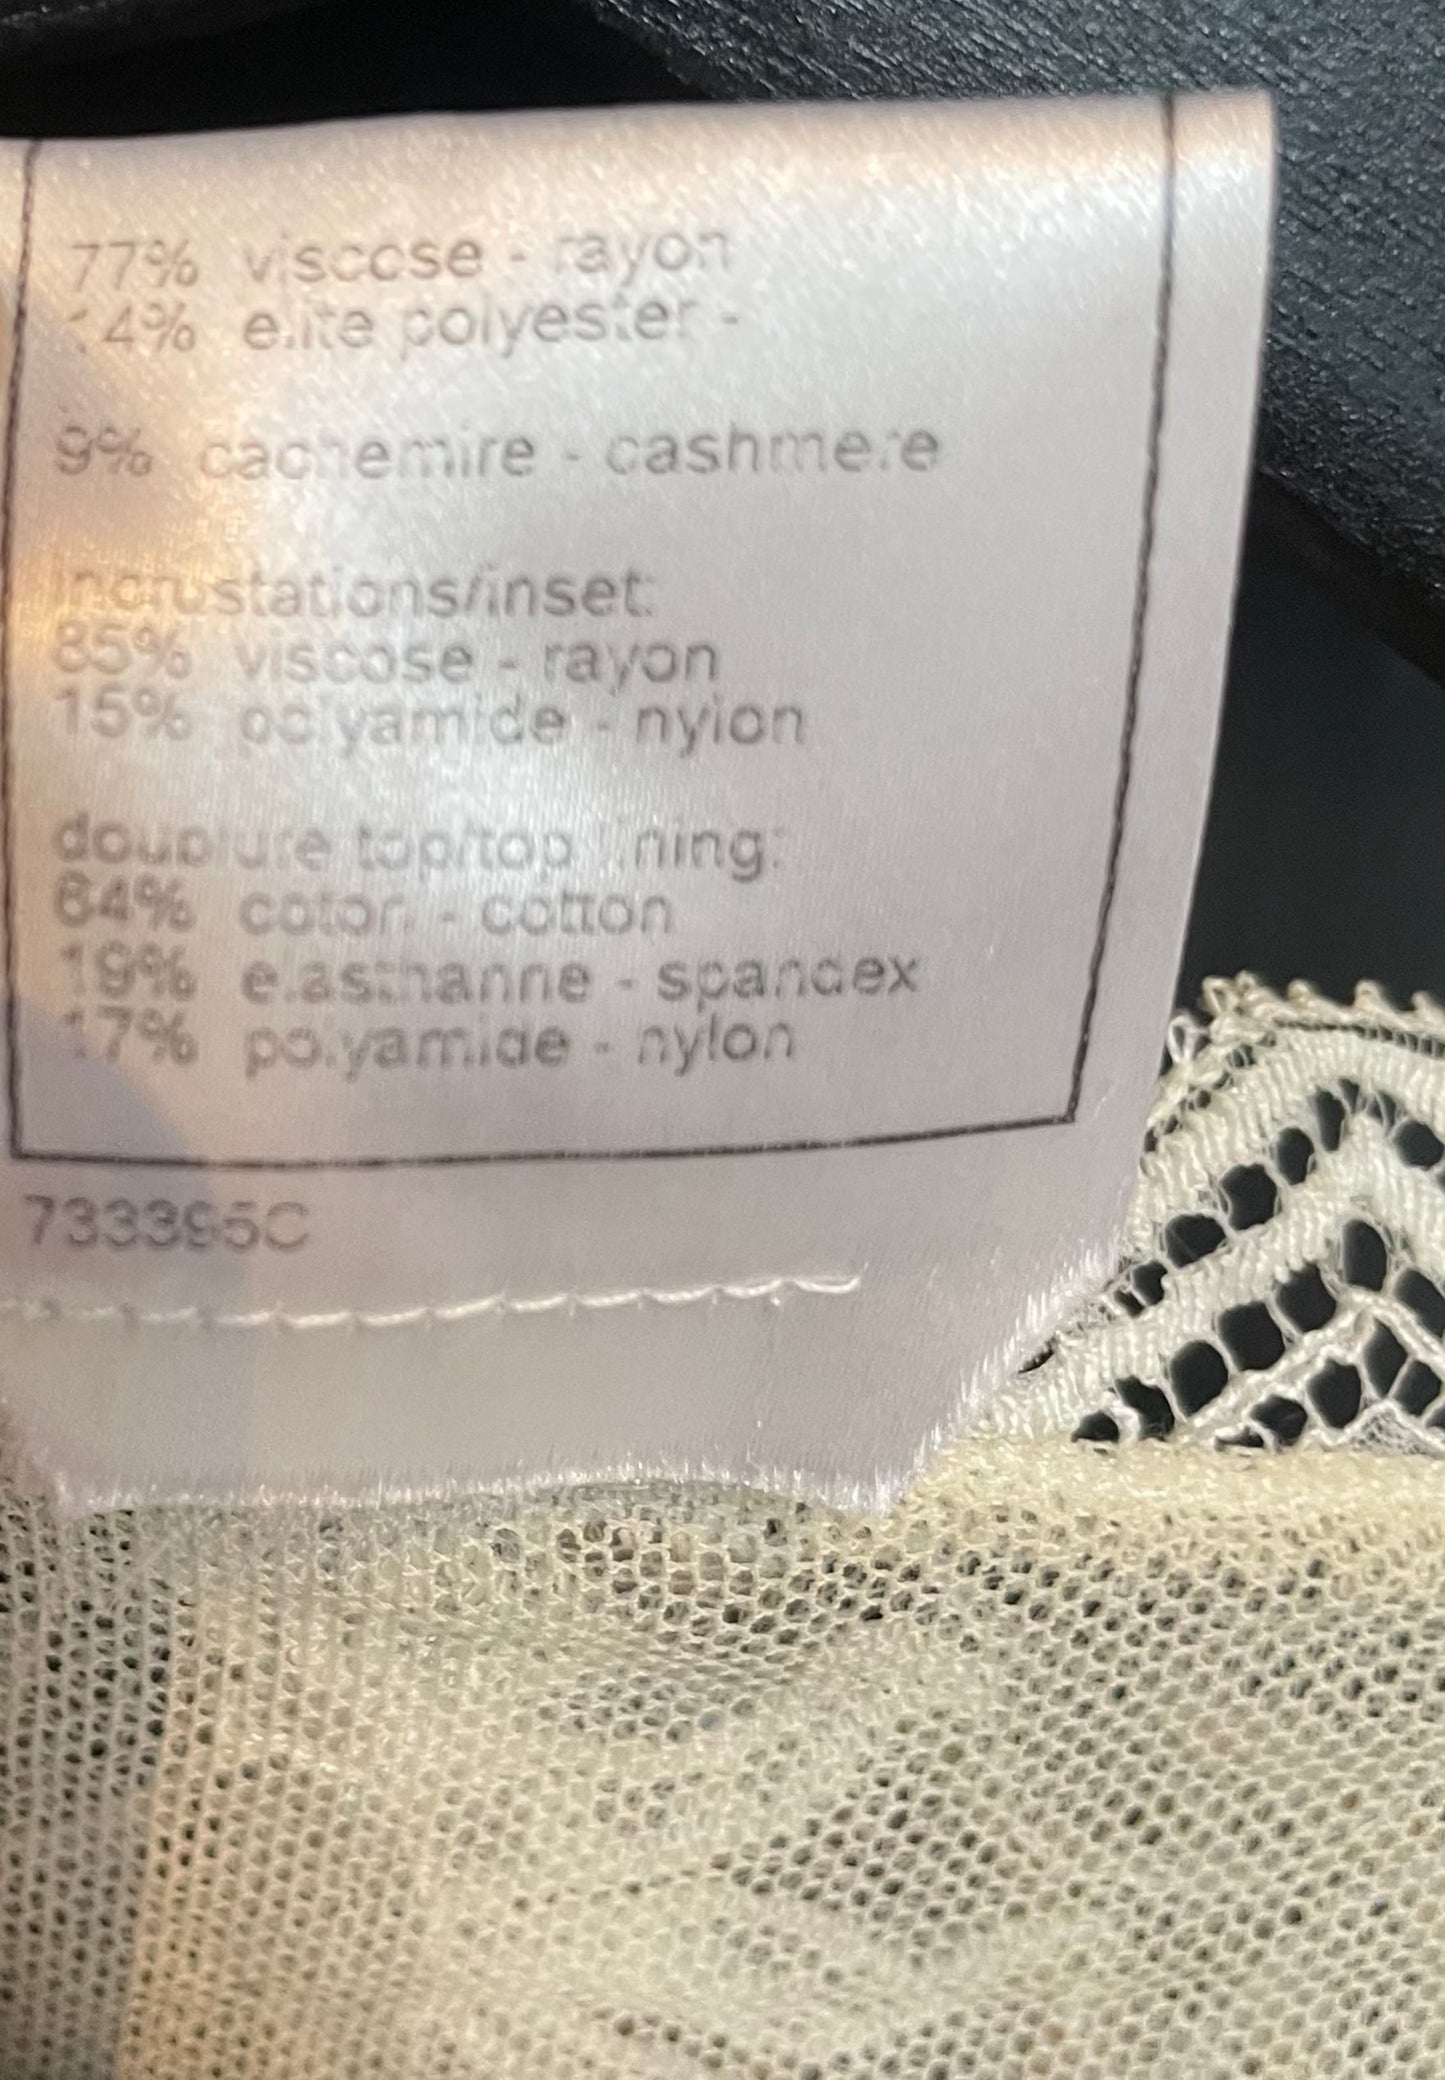 77% viscose - rayon
14% elite polyester -
9% cachemire - cashmere
incrustations/inset:
85% viscose - rayon
15% polyamide - nylon
doublure top/top lining:
64% coton - cotton
19% elasthanne - spandex
17% polyamide - nylon
733395C